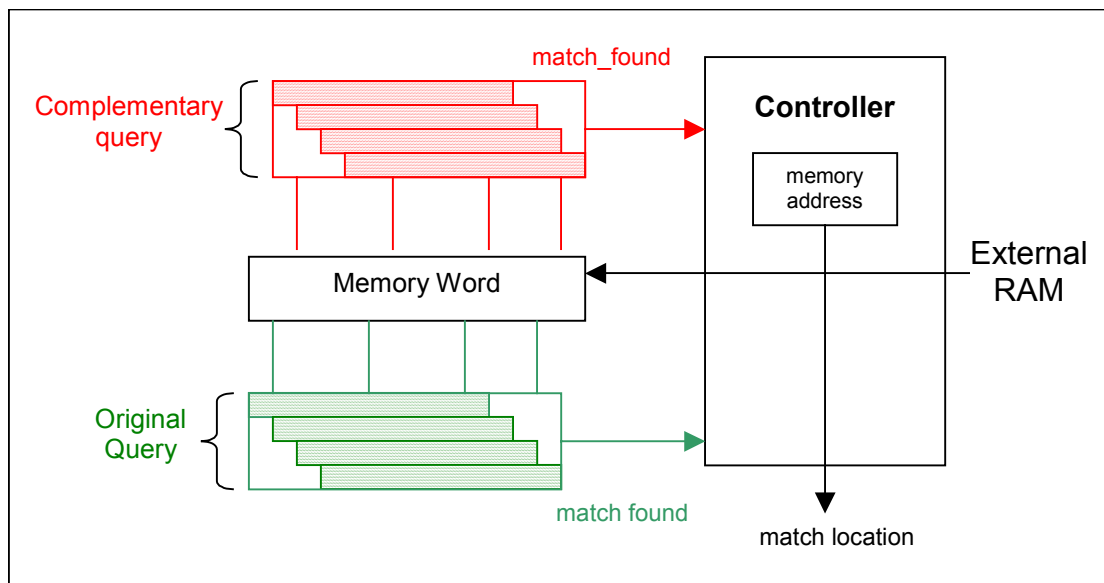 match_found
Complementary
query
Controller
memory
address
External
RAM
Memory Word
Original
Query
match found
match location